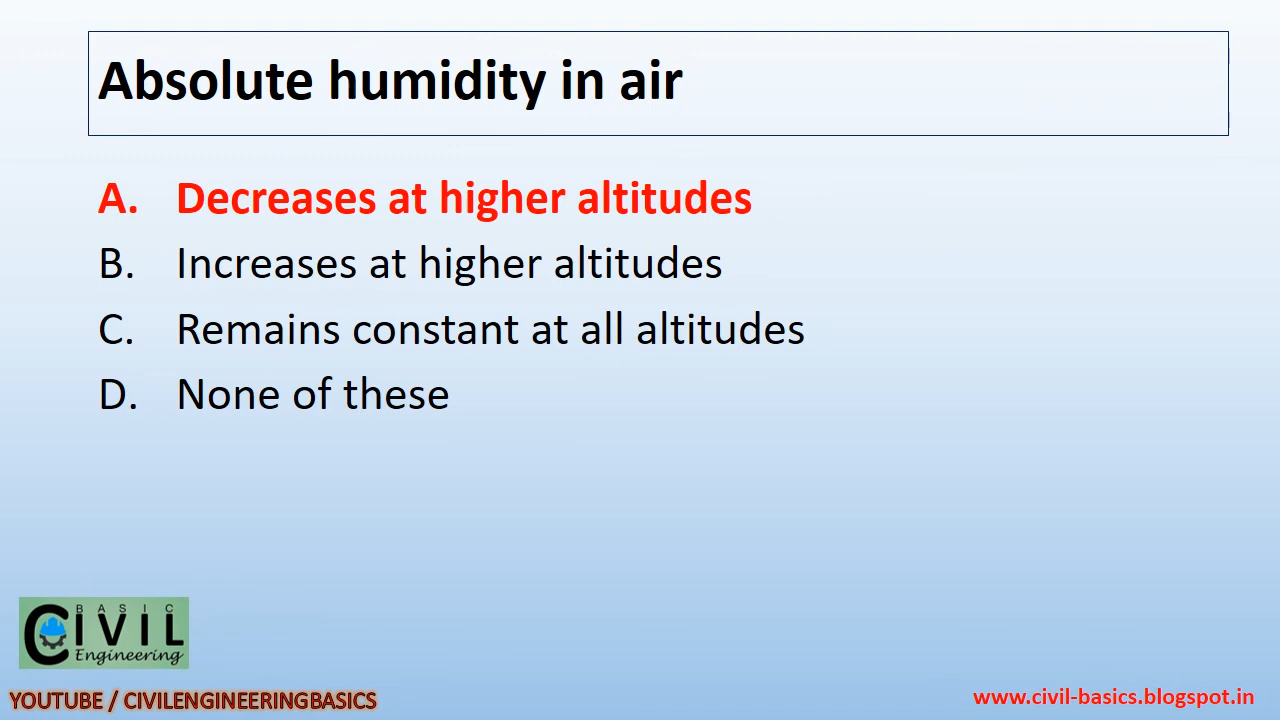 Absolute humidity in air
A. Decreases at higher altitudes
B. Increases at higher altitudes
C. Remains constant at all altitudes
D. None of these
BASIC
CIVIL
Engineering
YOUTUBE / CIVILENGINEERINGBASICS
www.civil-basics.blogspot.in